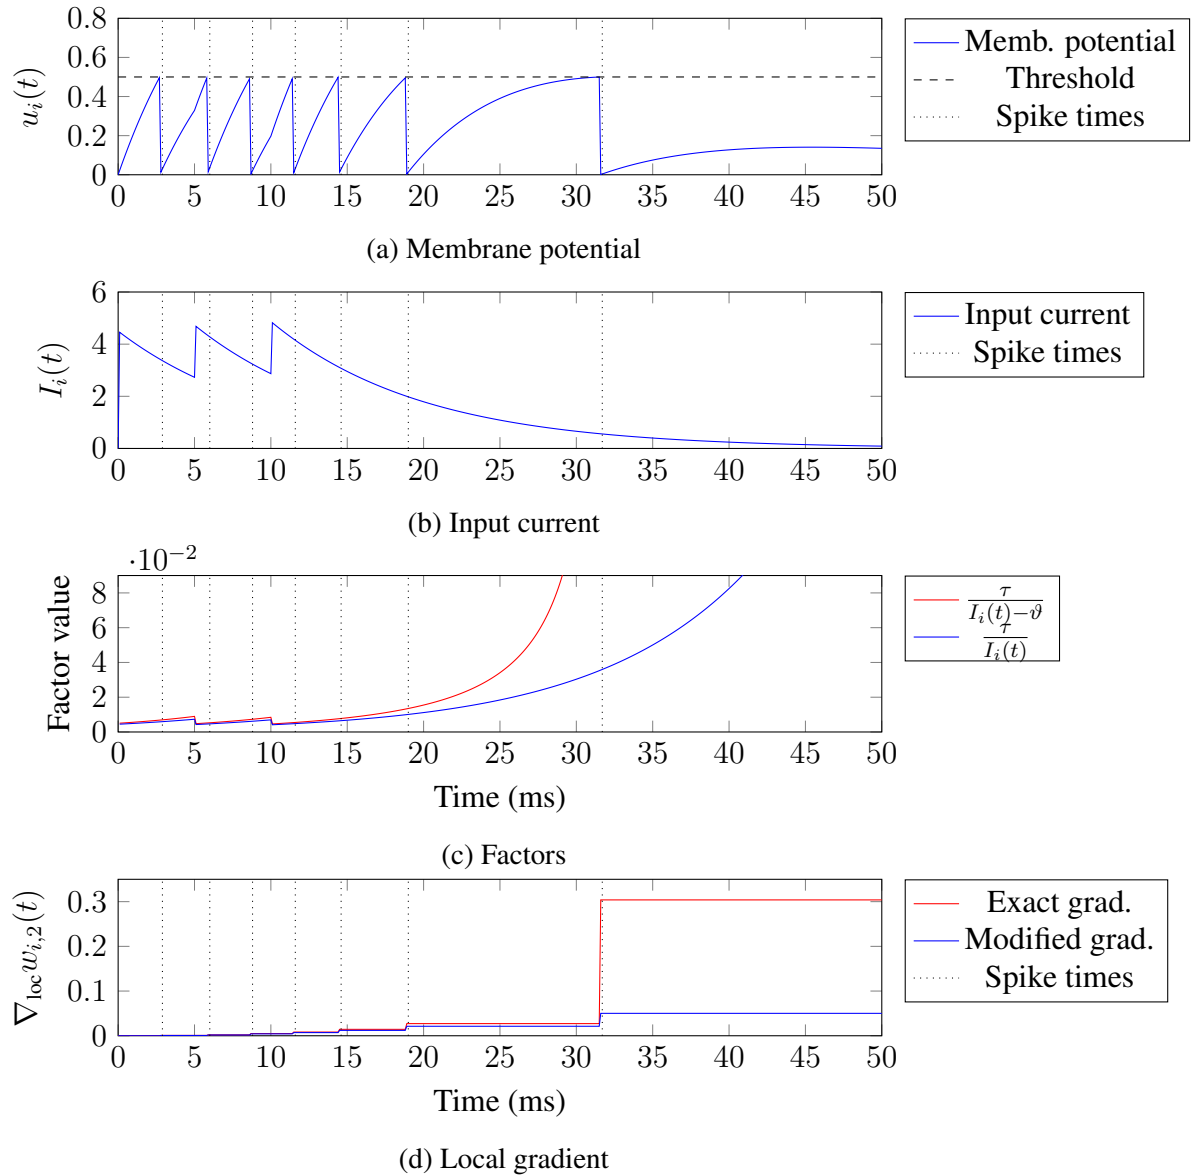 0.8
0.6
0.4
0.2
0
u_i(t)
0 5 10 15 20 25 30 35 40 45 50
Memb. potential
Threshold
Spike times
(a) Membrane potential
6
4
2
0
I_i(t)
0 5 10 15 20 25 30 35 40 45 50
Input current
Spike times
(b) Input current
·10^{−2}
8
6
4
2
0
Factor value
0 5 10 15 20 25 30 35 40 45 50
Time (ms)
τ / I_i(t)−ϑ
τ / I_i(t)
(c) Factors
0.3
0.2
0.1
0
∇_{loc} w_{i,2}(t)
0 5 10 15 20 25 30 35 40 45 50
Time (ms)
Exact grad.
Modified grad.
Spike times
(d) Local gradient